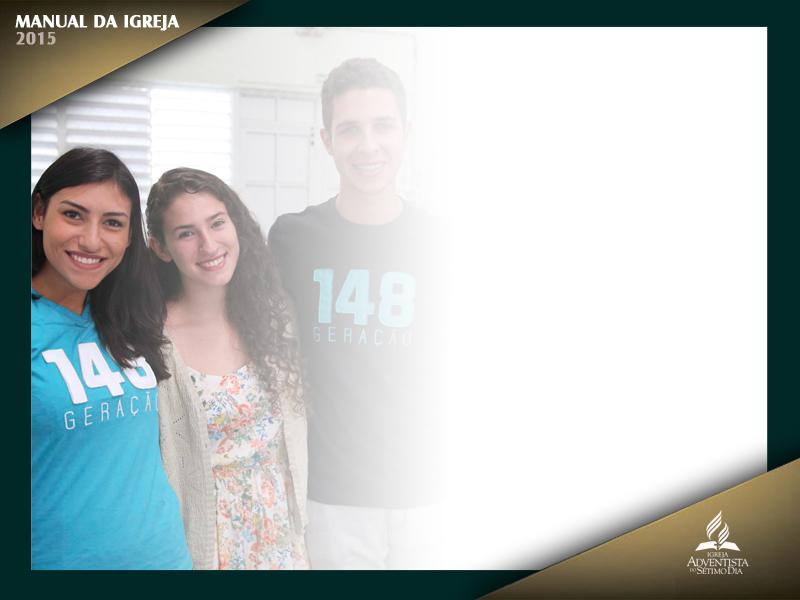 MANUAL DA IGREJA
2015
148
GERAÇÃO
148
GERAÇÃO
IGREJA
ADVENTISTA
DO SÉTIMO DIA